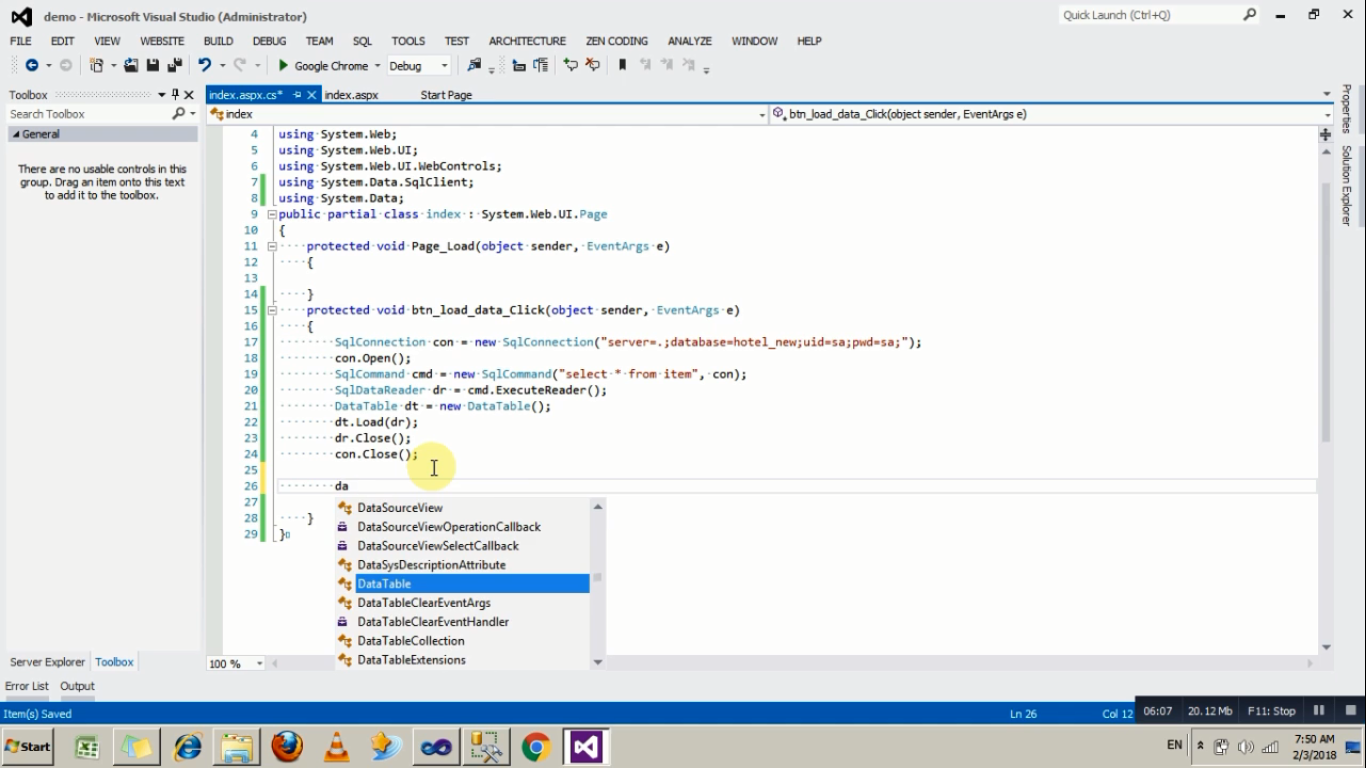 demo - Microsoft Visual Studio (Administrator)
Quick Launch (Ctrl+Q)
FILE EDIT VIEW WEBSITE BUILD DEBUG TEAM SQL TOOLS TEST ARCHITECTURE ZEN CODING ANALYZE WINDOW HELP
Google Chrome Debug
Toolbox
index.aspx.cs* index.aspx Start Page
Search Toolbox
index btn_load_data_Click(object sender, EventArgs e)
General
There are no usable controls in this
group. Drag an item onto this text
to add it to the toolbox.
4 using System.Web;
5 using System.Web.UI;
6 using System.Web.UI.WebControls;
7 using System.Data.SqlClient;
8 using System.Data;
9 public partial class index : System.Web.UI.Page
10 {
11 protected void Page_Load(object sender, EventArgs e)
12 {
13
14 }
15 protected void btn_load_data_Click(object sender, EventArgs e)
16 {
17 SqlConnection con = new SqlConnection("server=.;database=hotel_new;uid=sa;pwd=sa;");
18 con.Open();
19 SqlCommand cmd = new SqlCommand("select * from item", con);
20 SqlDataReader dr = cmd.ExecuteReader();
21 DataTable dt = new DataTable();
22 dt.Load(dr);
23 dr.Close();
24 con.Close();
25
26 da
27
28 }
29 }
DataSourceView
DataSourceViewOperationCallback
DataSourceViewSelectCallback
DataSysDescriptionAttribute
DataTable
DataTableClearEventArgs
DataTableClearEventHandler
DataTableCollection
DataTableExtensions
Properties
Solution Explorer
Server Explorer Toolbox
100 %
Error List Output
Item(s) Saved
Ln 26 Col 12
06:07 20.12 Mb F11: Stop
Start
EN
7:50 AM
2/3/2018